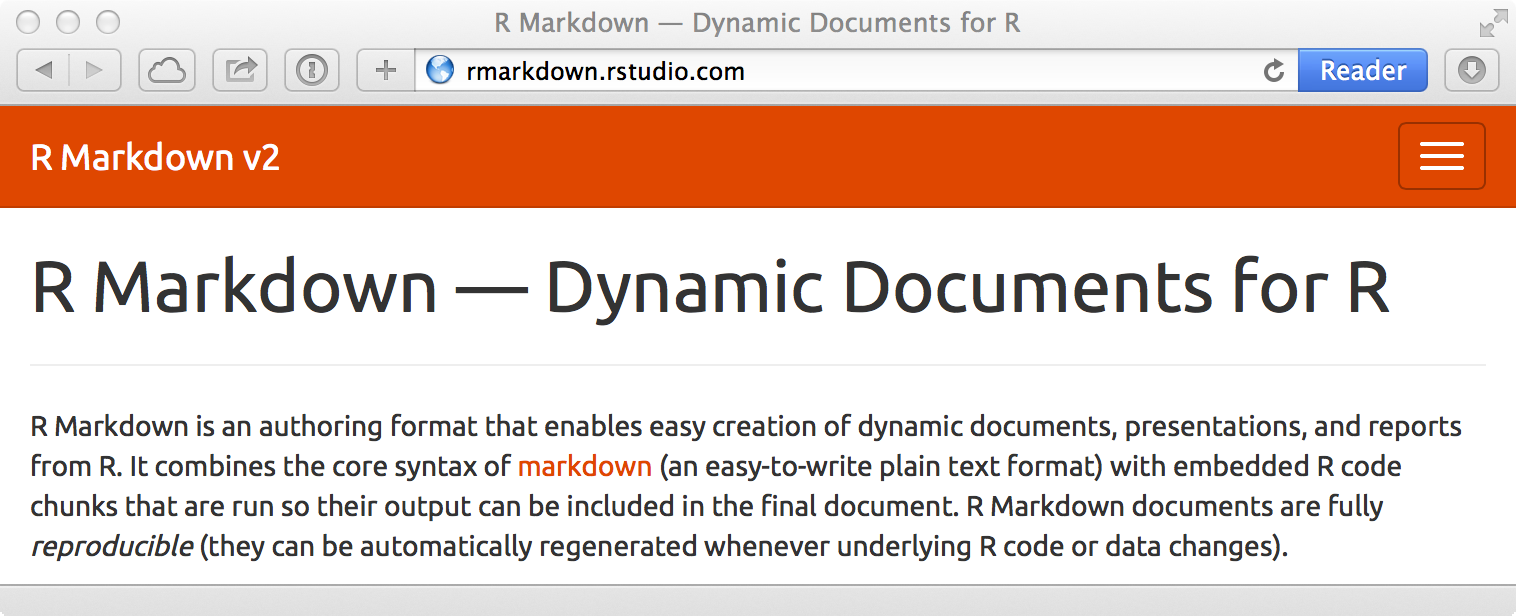 R Markdown — Dynamic Documents for R
rmarkdown.rstudio.com
Reader
R Markdown v2
R Markdown — Dynamic Documents for R
R Markdown is an authoring format that enables easy creation of dynamic documents, presentations, and reports
from R. It combines the core syntax of markdown (an easy-to-write plain text format) with embedded R code
chunks that are run so their output can be included in the final document. R Markdown documents are fully
reproducible (they can be automatically regenerated whenever underlying R code or data changes).